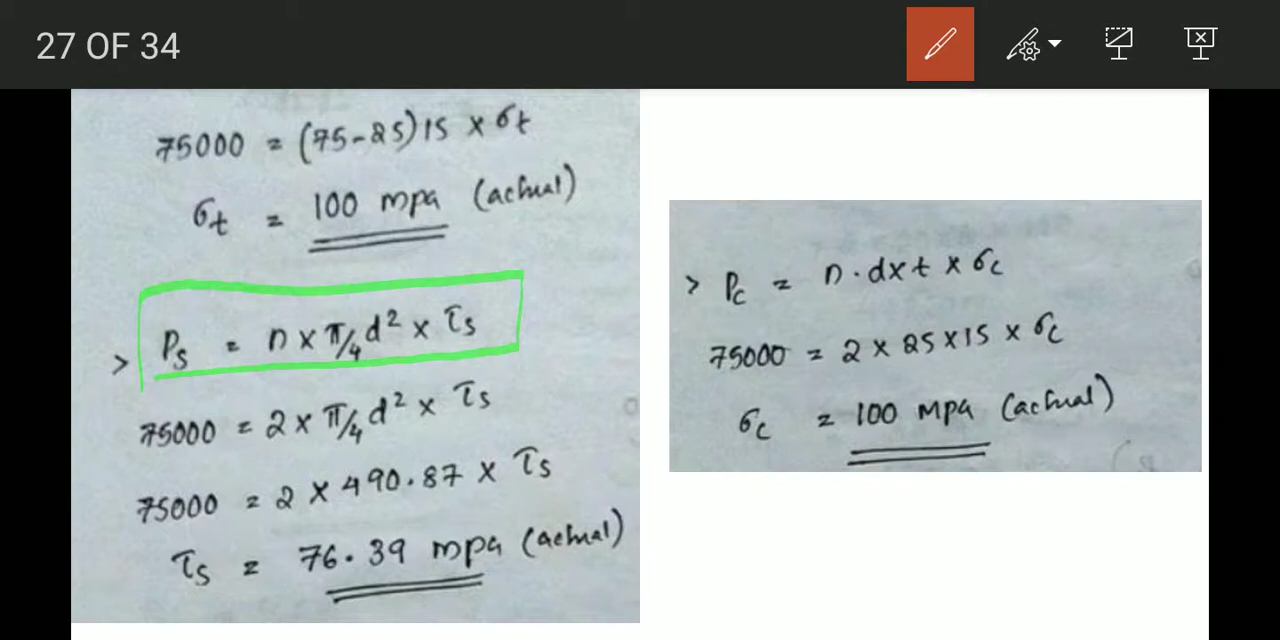 27 OF 34
75000 = (75-25)15 × σt
σt = 100 mpa (actual)
> Ps = n × π/4 d² × τs
75000 = 2 × π/4 d² × τs
75000 = 2 × 490.87 × τs
τs = 76.39 mpa (actual)
> Pc = n · d×t × σc
75000 = 2 × 25×15 × σc
σc = 100 Mpa (actual)